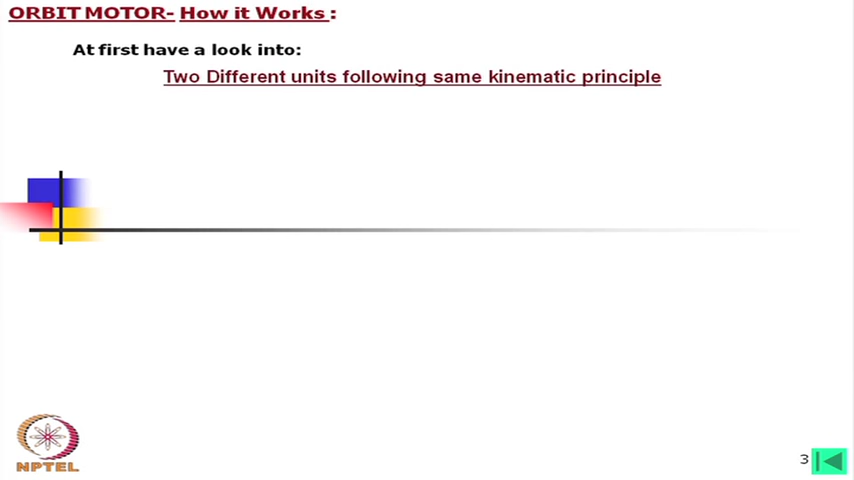 ORBIT MOTOR- How it Works :
At first have a look into:
Two Different units following same kinematic principle
NPTEL
3